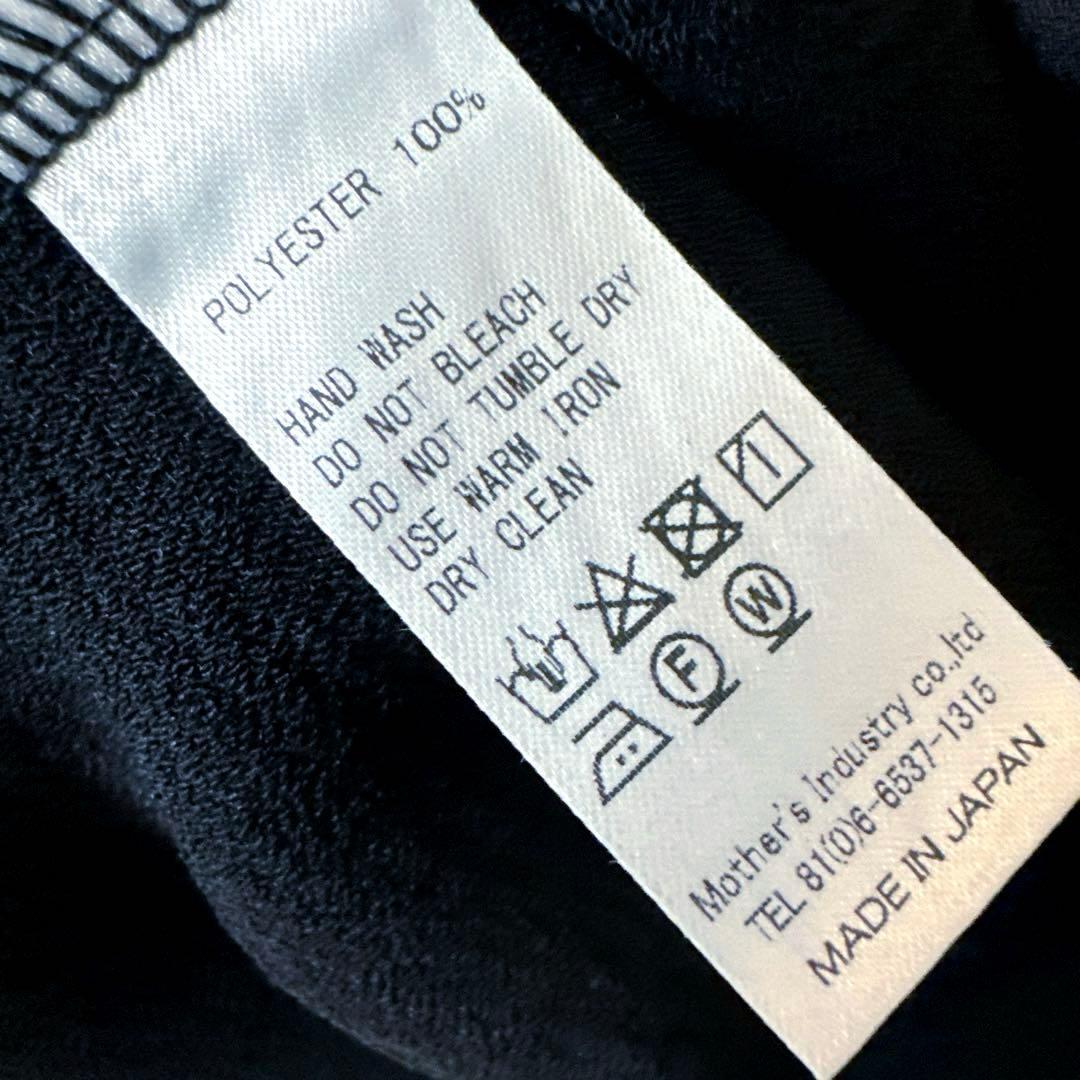 POLYESTER 100%
HAND WASH
DO NOT BLEACH
DO NOT TUMBLE DRY
USE WARM IRON
DRY CLEAN
F W
Mother's Industry co.,ltd
TEL 81(0)6-6537-1315
MADE IN JAPAN